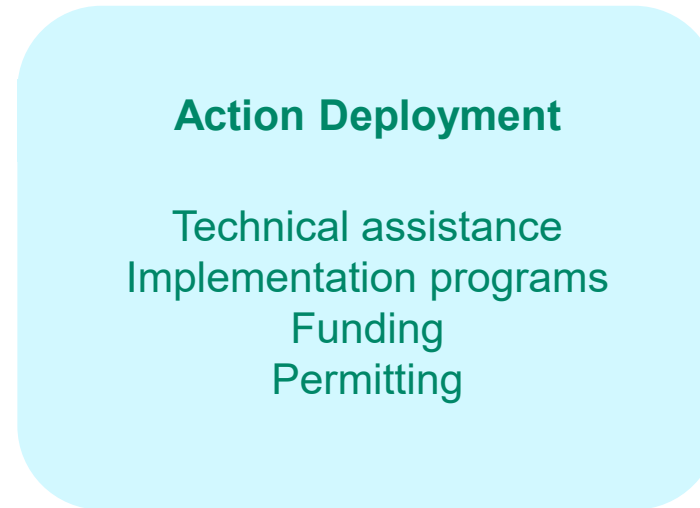 Action Deployment
Technical assistance
Implementation programs
Funding
Permitting